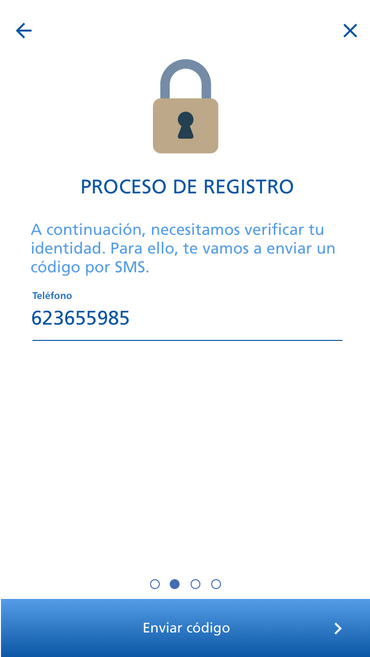 PROCESO DE REGISTRO
A continuación, necesitamos verificar tu
identidad. Para ello, te vamos a enviar un
código por SMS.
Teléfono
623655985
Enviar código